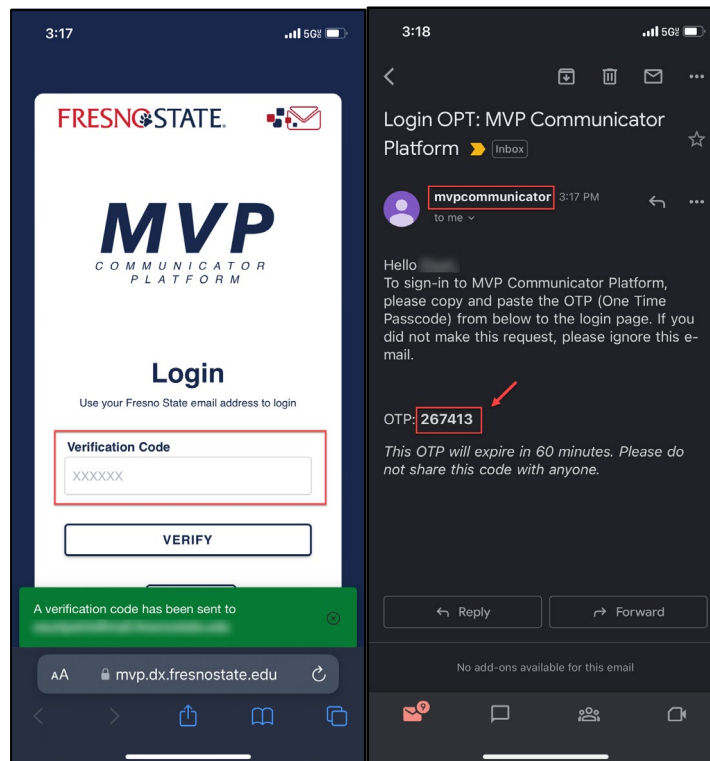 3:17
5G
FRESNO STATE.
MVP
COMMUNICATOR
PLATFORM
Login
Use your Fresno State email address to login
Verification Code
XXXXXX
VERIFY
A verification code has been sent to
AA mvp.dx.fresnostate.edu
3:18
5G
Login OPT: MVP Communicator
Platform Inbox
mvpcommunicator 3:17 PM
to me
Hello
To sign-in to MVP Communicator Platform,
please copy and paste the OTP (One Time
Passcode) from below to the login page. If you
did not make this request, please ignore this e-
mail.
OTP: 267413
This OTP will expire in 60 minutes. Please do
not share this code with anyone.
Reply
Forward
No add-ons available for this email
9